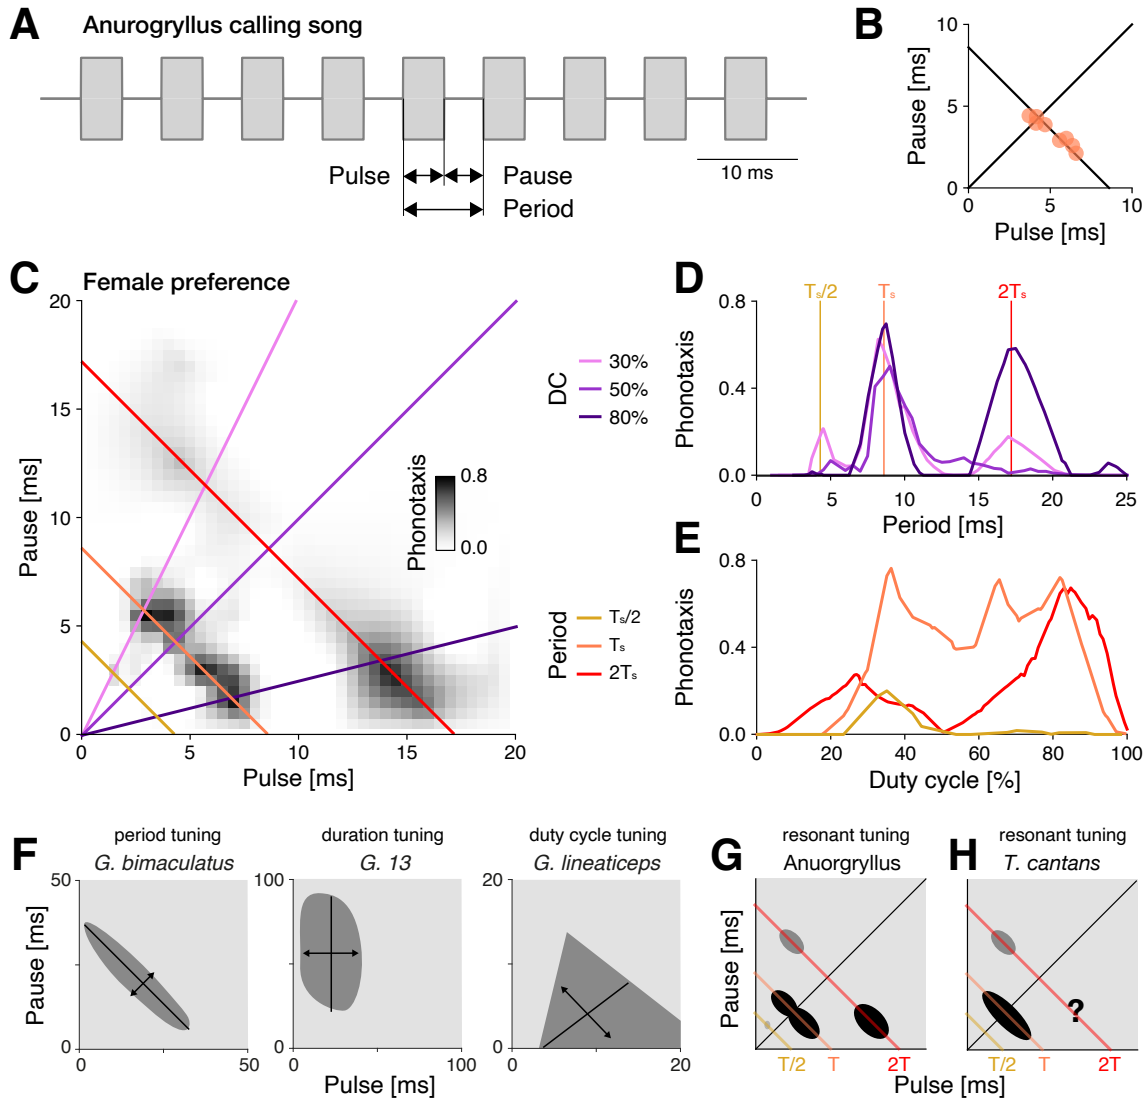 A
Anurogryllus calling song
Pulse
Pause
Period
10 ms
B
Pause [ms]
10
5
0
0
5
10
Pulse [ms]
C
Female preference
Pause [ms]
20
15
10
5
0
0
5
10
15
20
Pulse [ms]
Phonotaxis
0.8
0.0
DC
30%
50%
80%
Period
Tₛ/2
Tₛ
2Tₛ
D
Tₛ/2
Tₛ
2Tₛ
Phonotaxis
0.8
0.4
0.0
0
5
10
15
20
25
Period [ms]
E
Phonotaxis
0.8
0.4
0.0
0
20
40
60
80
100
Duty cycle [%]
F
period tuning
G. bimaculatus
Pause [ms]
50
0
0
50
duration tuning
G. 13
100
0
0
100
Pulse [ms]
duty cycle tuning
G. lineaticeps
20
0
0
20
G
resonant tuning
Anuorgryllus
Pause [ms]
T/2
T
2T
H
resonant tuning
T. cantans
?
T/2
T
2T
Pulse [ms]